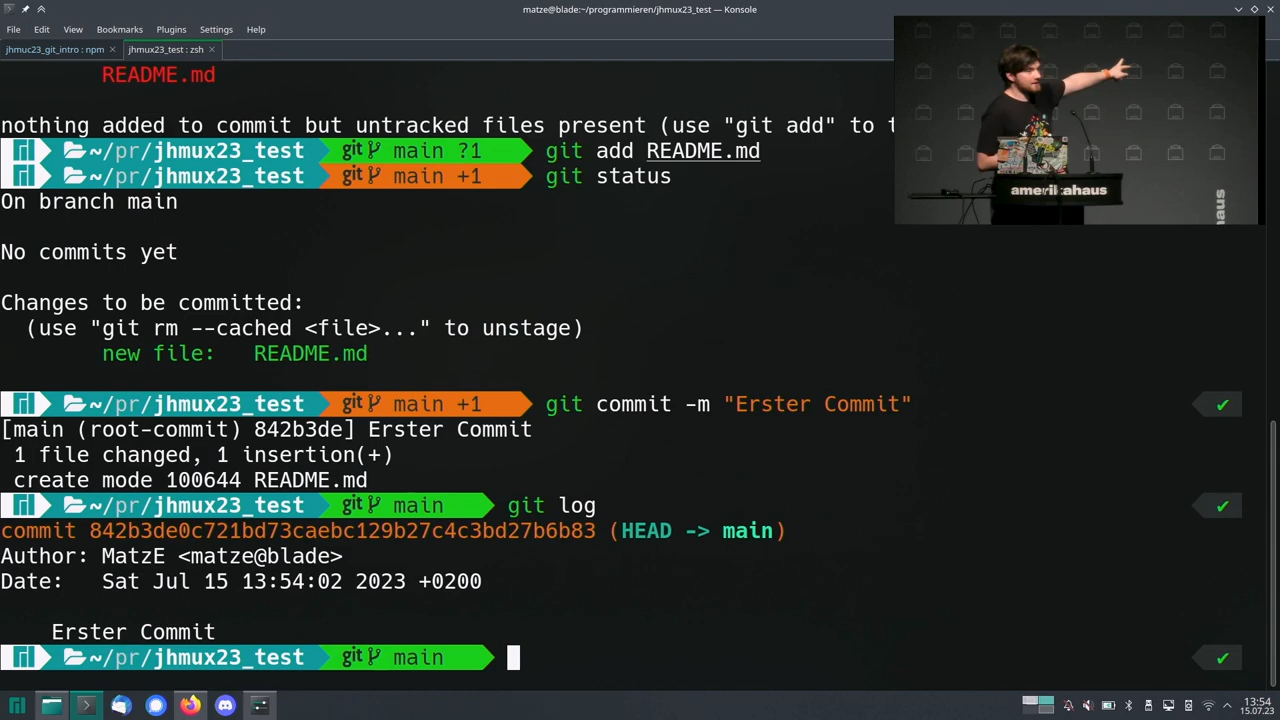 matze@blade:~/programmieren/jhmux23_test — Konsole
File Edit View Bookmarks Plugins Settings Help
jhmuc23_git_intro : npm
jhmux23_test : zsh
README.md
nothing added to commit but untracked files present (use "git add" to t
~/pr/jhmux23_test git main ?1 git add README.md
~/pr/jhmux23_test git main +1 git status
On branch main
No commits yet
Changes to be committed:
(use "git rm --cached <file>..." to unstage)
new file: README.md
~/pr/jhmux23_test git main +1 git commit -m "Erster Commit" ✔
[main (root-commit) 842b3de] Erster Commit
1 file changed, 1 insertion(+)
create mode 100644 README.md
~/pr/jhmux23_test git main git log ✔
commit 842b3de0c721bd73caebc129b27c4c3bd27b6b83 (HEAD -> main)
Author: MatzE <matze@blade>
Date: Sat Jul 15 13:54:02 2023 +0200
Erster Commit
~/pr/jhmux23_test git main ✔
amerikahaus
haus
13:54
15.07.23